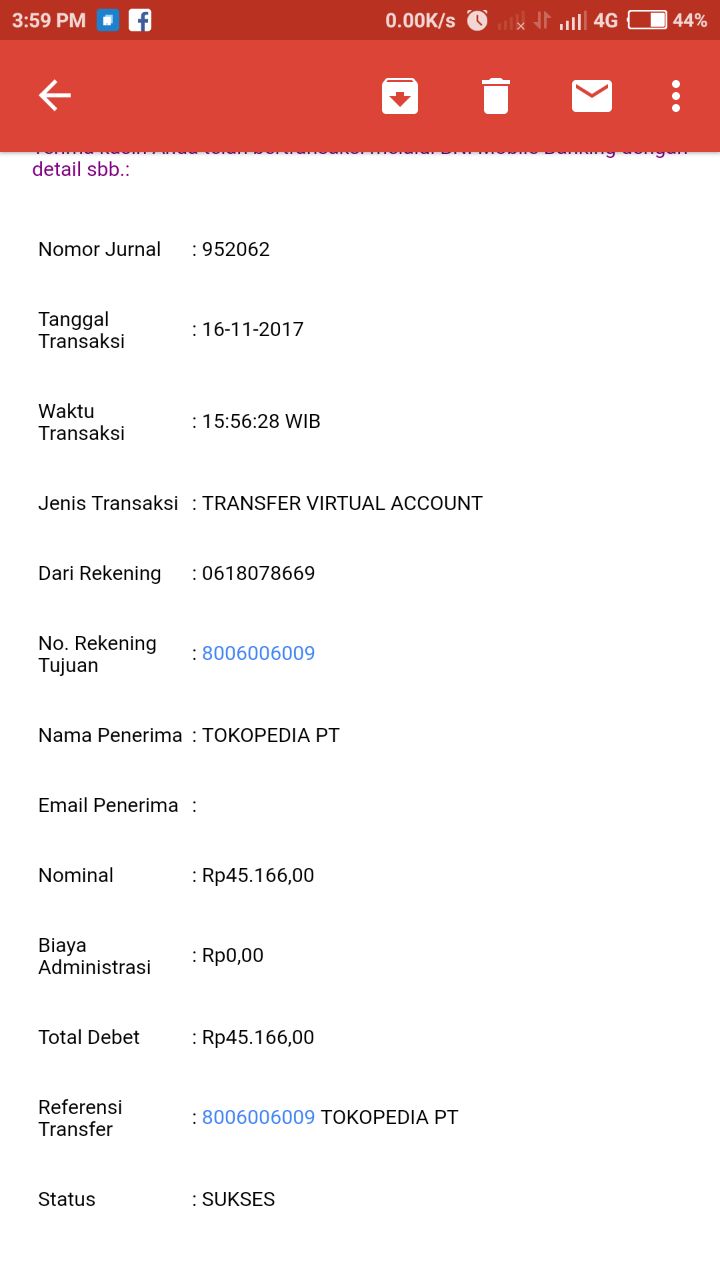 3:59 PM 0.00K/s 4G 44%
detail sbb.:
Nomor Jurnal : 952062
Tanggal
Transaksi : 16-11-2017
Waktu
Transaksi : 15:56:28 WIB
Jenis Transaksi : TRANSFER VIRTUAL ACCOUNT
Dari Rekening : 0618078669
No. Rekening
Tujuan : 8006006009
Nama Penerima : TOKOPEDIA PT
Email Penerima :
Nominal : Rp45.166,00
Biaya
Administrasi : Rp0,00
Total Debet : Rp45.166,00
Referensi
Transfer : 8006006009 TOKOPEDIA PT
Status : SUKSES